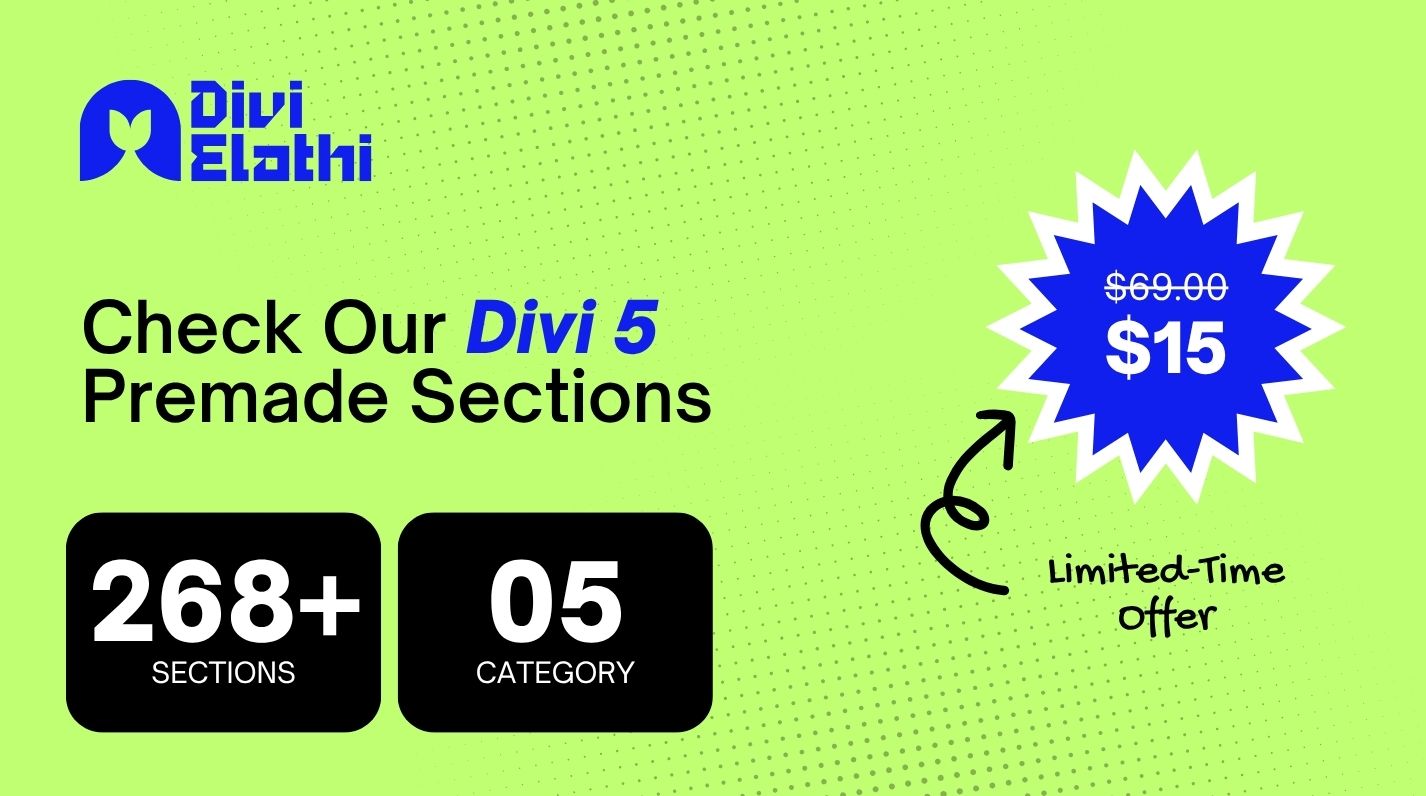 Divi
Elathi
Check Our Divi 5
Premade Sections
$69.00
$15
268+
SECTIONS
05
CATEGORY
Limited-Time
Offer